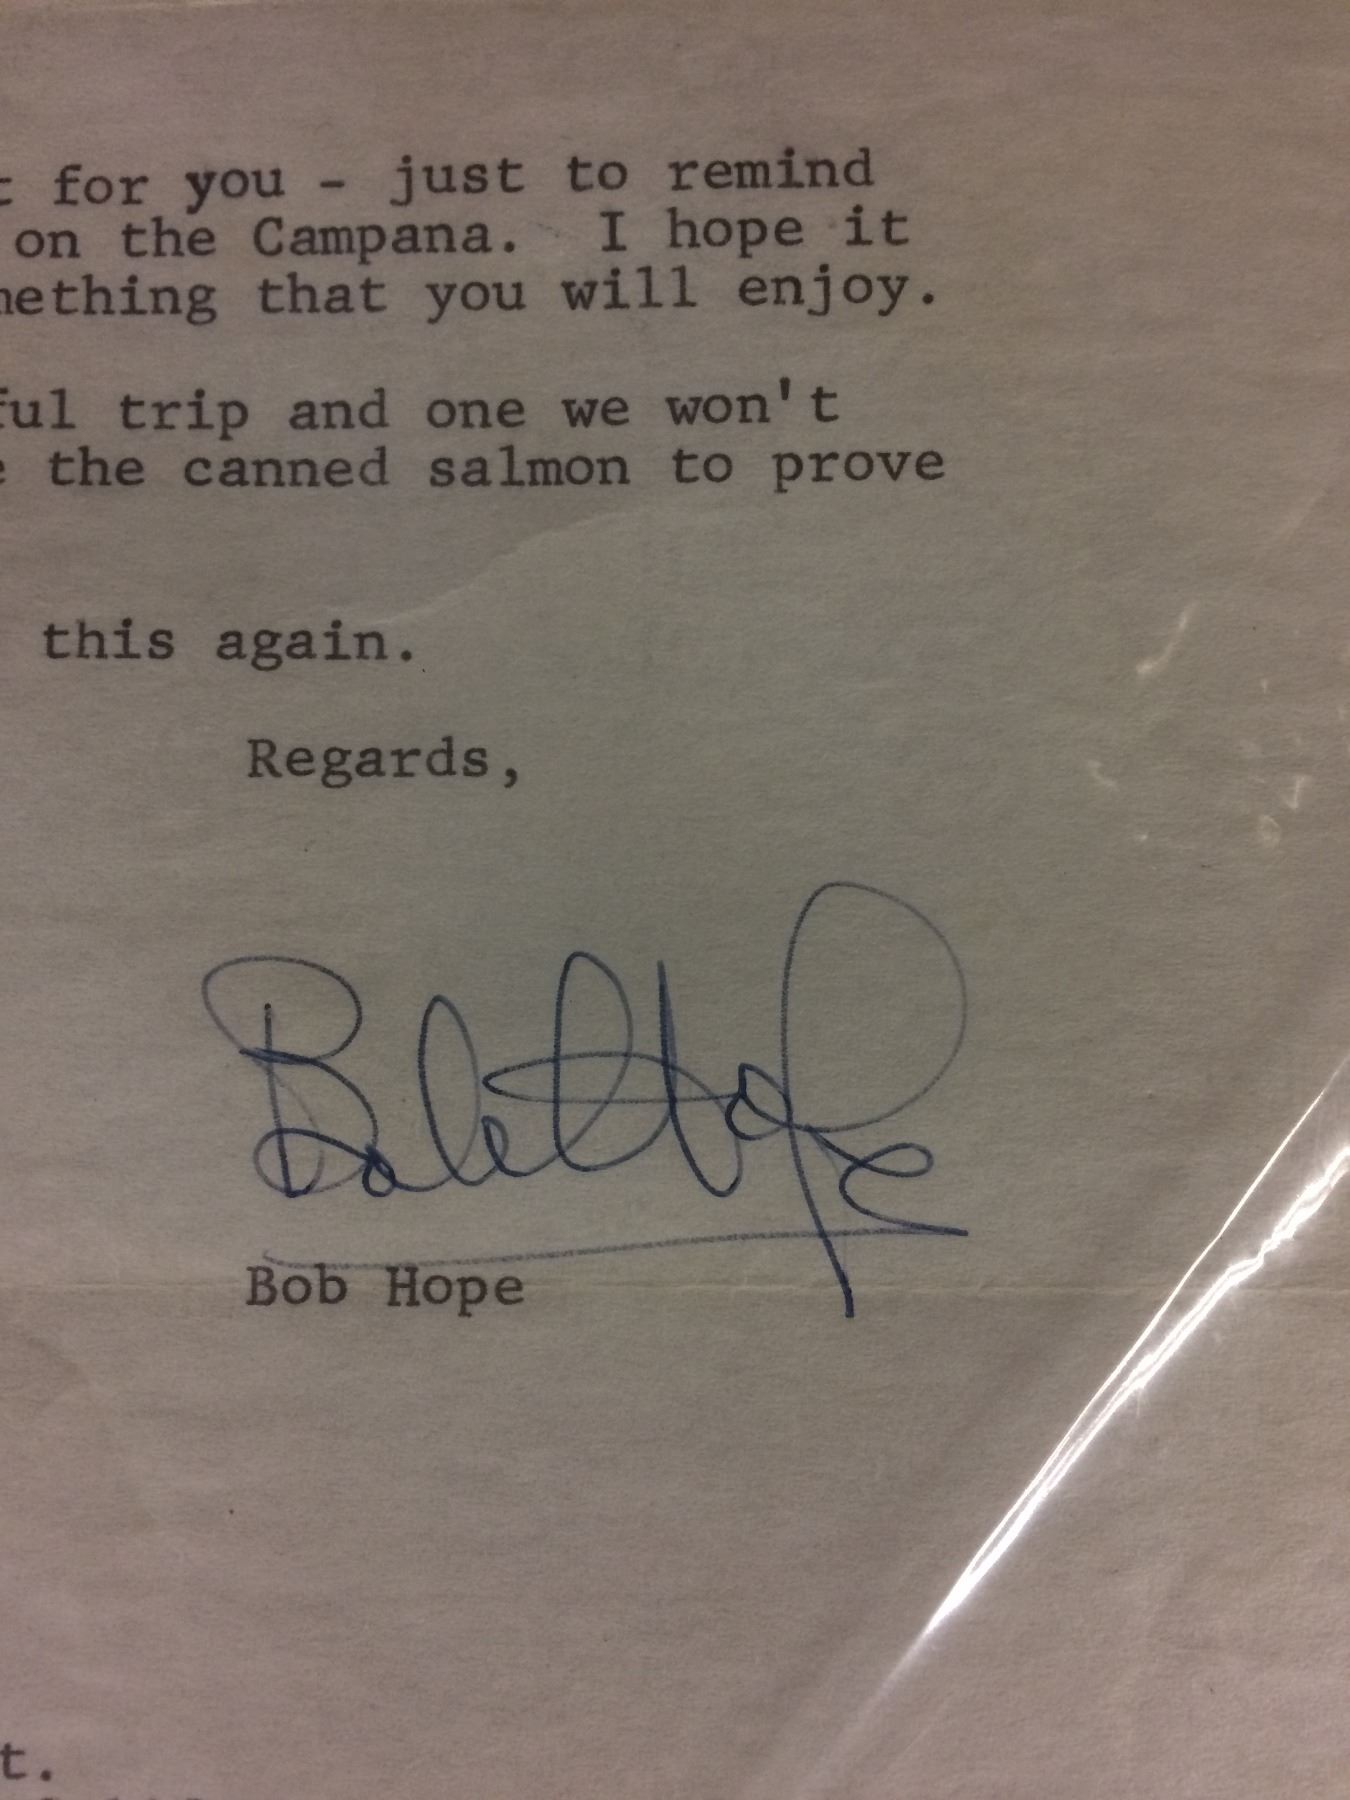 for you - just to remind
on the Campana. I hope it
mething that you will enjoy.
ful trip and one we won't
the canned salmon to prove
this again.
Regards,
Bob Hope
Bob Hope
t.